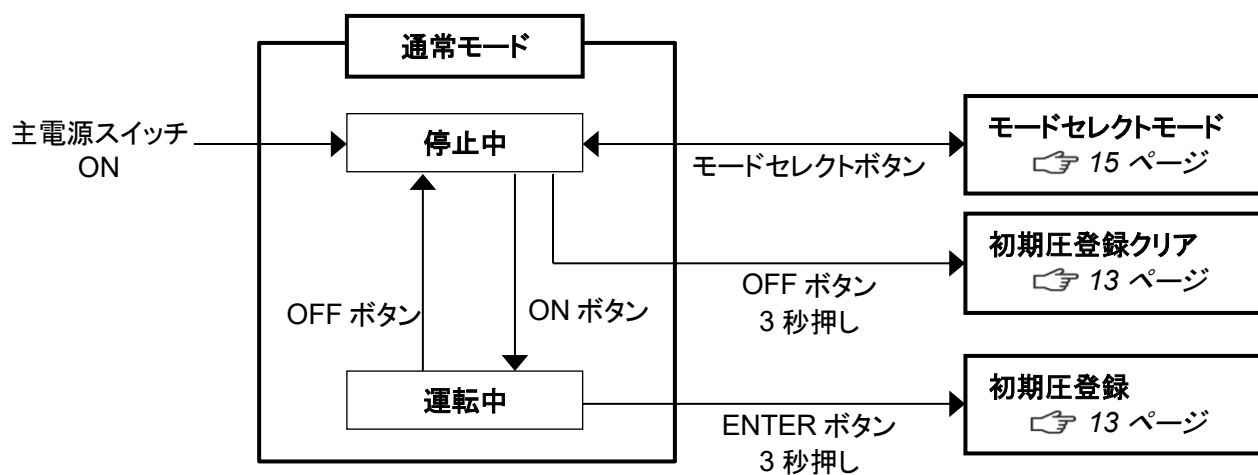 通常モード
主電源スイッチ
ON
停止中
モードセレクトボタン
モードセレクトモード
☞ 15 ページ
初期圧登録クリア
☞ 13 ページ
OFF ボタン
3 秒押し
OFF ボタン
ON ボタン
運転中
ENTER ボタン
3 秒押し
初期圧登録
☞ 13 ページ